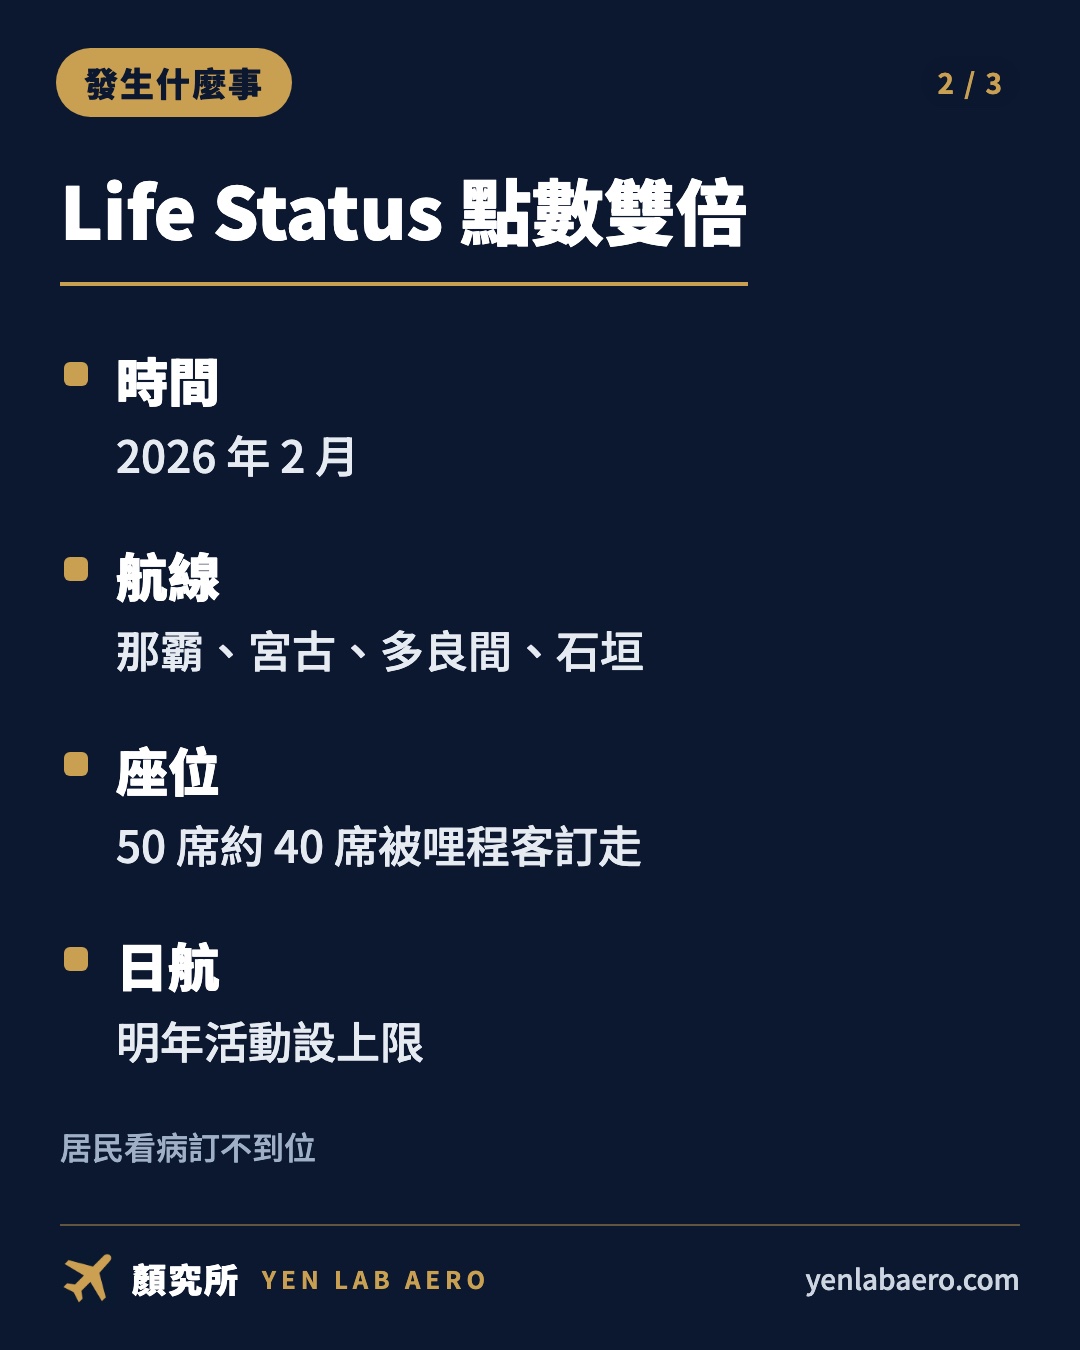 發生什麼事
2 / 3
Life Status 點數雙倍
時間
2026 年 2 月
航線
那霸、宮古、多良間、石垣
座位
50 席約 40 席被哩程客訂走
日航
明年活動設上限
居民看病訂不到位
顏究所 YEN LAB AERO
yenlabaero.com